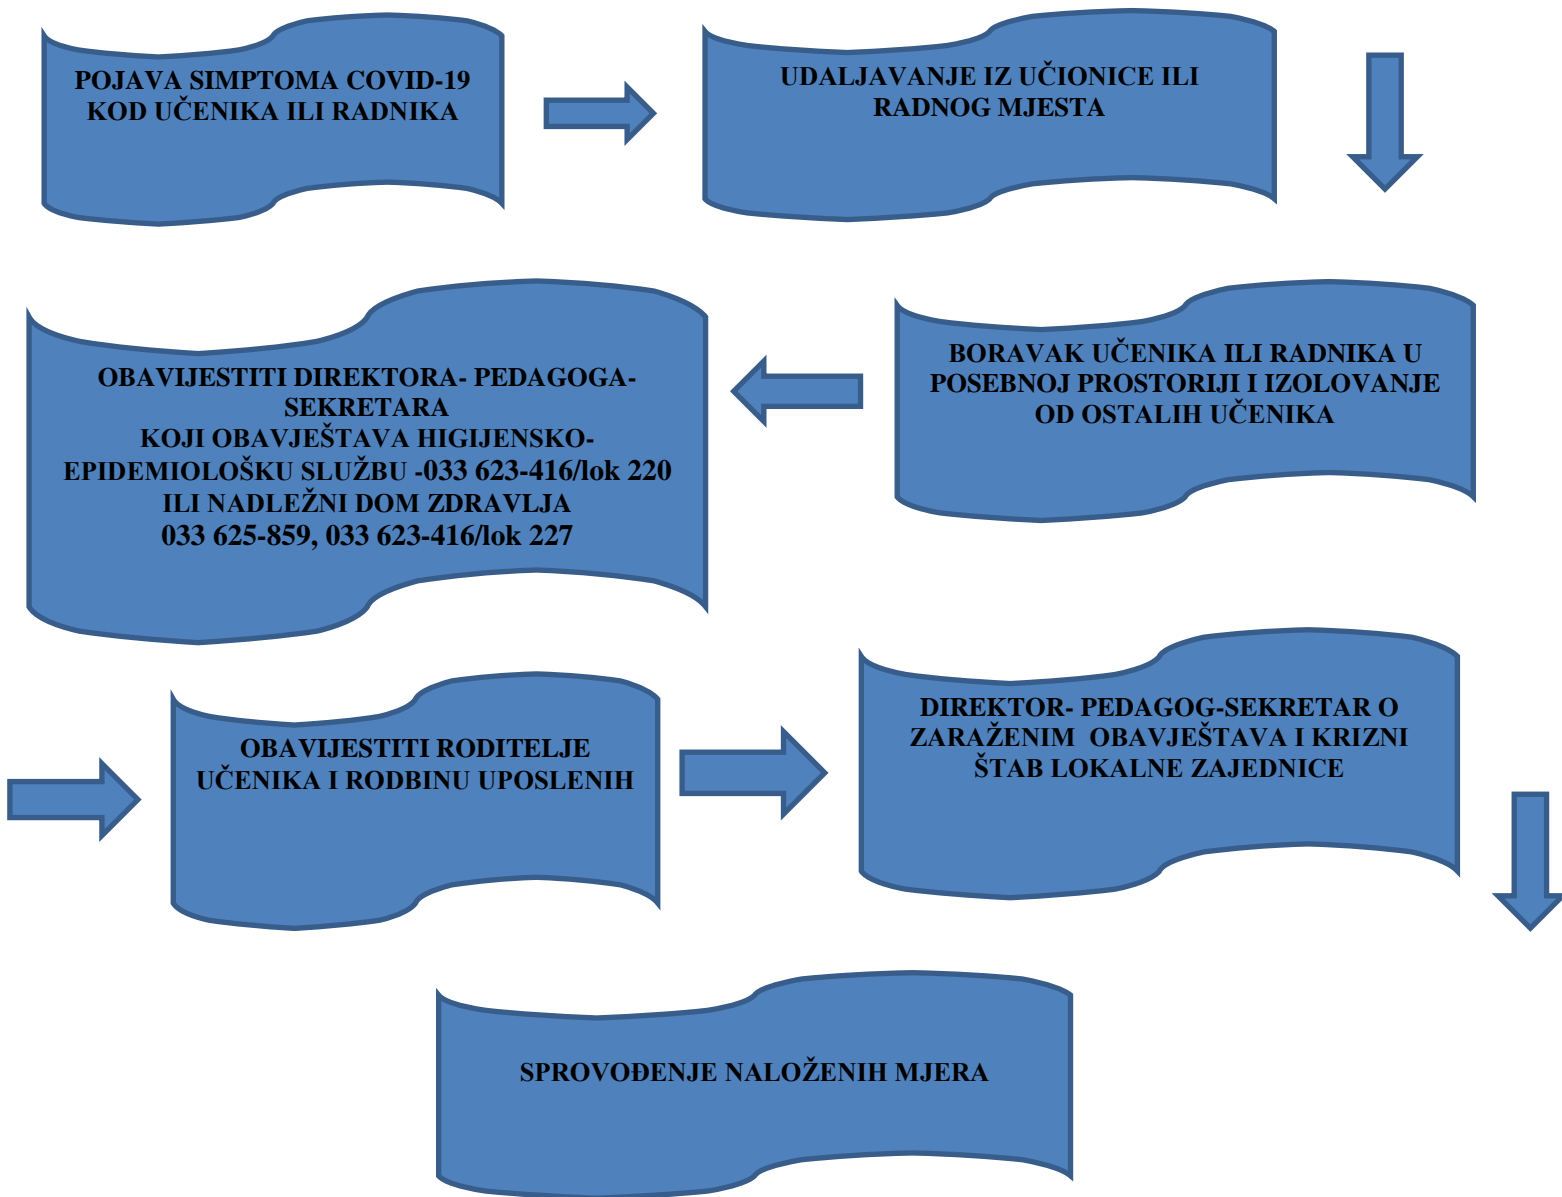 POJAVA SIMPTOMA COVID-19
KOD UČENIKA ILI RADNIKA
UDALJAVANJE IZ UČIONICE ILI
RADNOG MJESTA
BORAVAK UČENIKA ILI RADNIKA U
POSEBNOJ PROSTORIJI I IZOLOVANJE
OD OSTALIH UČENIKA
OBAVIJESTITI DIREKTORA- PEDAGOGA-
SEKRETARA
KOJI OBAVJEŠTAVA HIGIJENSKO-
EPIDEMIOLOŠKU SLUŽBU -033 623-416/lok 220
ILI NADLEŽNI DOM ZDRAVLJA
033 625-859, 033 623-416/lok 227
OBAVIJESTITI RODITELJE
UČENIKA I RODBINU UPOSLENIH
DIREKTOR- PEDAGOG-SEKRETAR O
ZARAŽENIM  OBAVJEŠTAVA I KRIZNI
ŠTAB LOKALNE ZAJEDNICE
SPROVOĐENJE NALOŽENIH MJERA